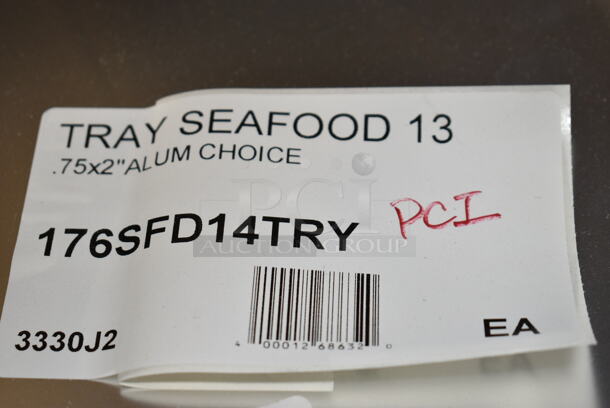 TRAY SEAFOOD 13
.75x2"ALUM CHOICE
PCI
AUCTION GROUP
176SFD14TRY
PCI
3330J2
4 00012 68632 0
EA